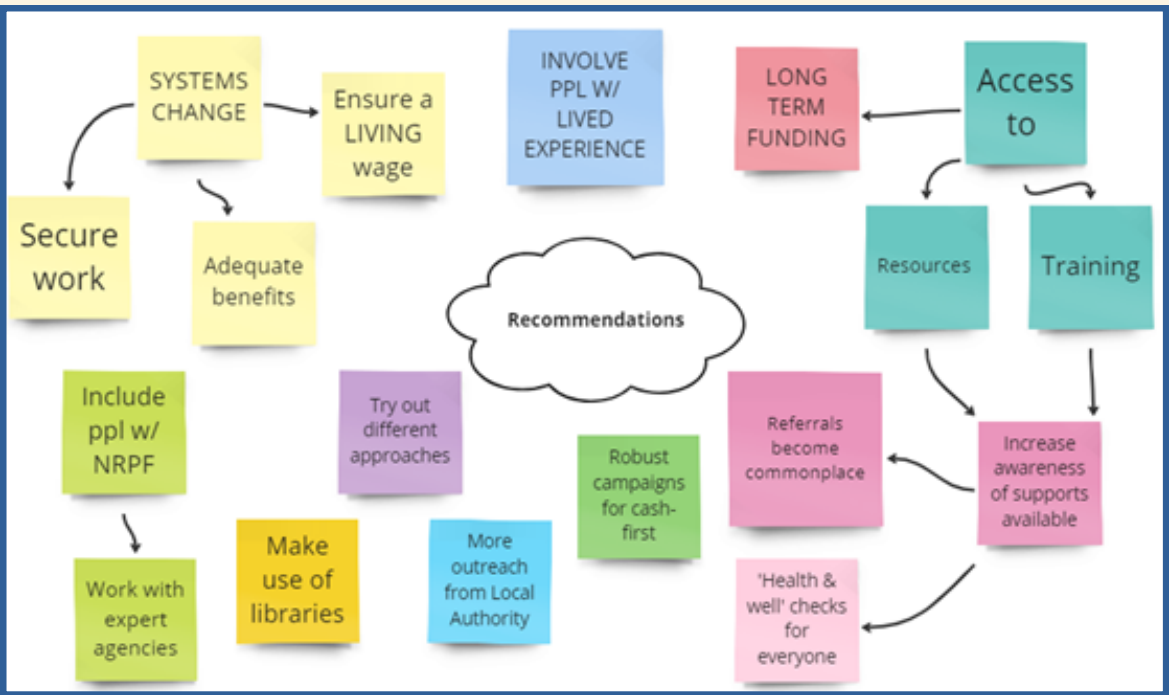 SYSTEMS
CHANGE
Ensure a
LIVING
wage
Secure
work
Adequate
benefits
INVOLVE
PPL W/
LIVED
EXPERIENCE
LONG
TERM
FUNDING
Access
to
Resources
Training
Recommendations
Include
ppl w/
NRPF
Work with
expert
agencies
Try out
different
approaches
Make
use of
libraries
More
outreach
from Local
Authority
Robust
campaigns
for cash-
first
Referrals
become
commonplace
Increase
awareness
of supports
available
'Health &
well' checks
for
everyone